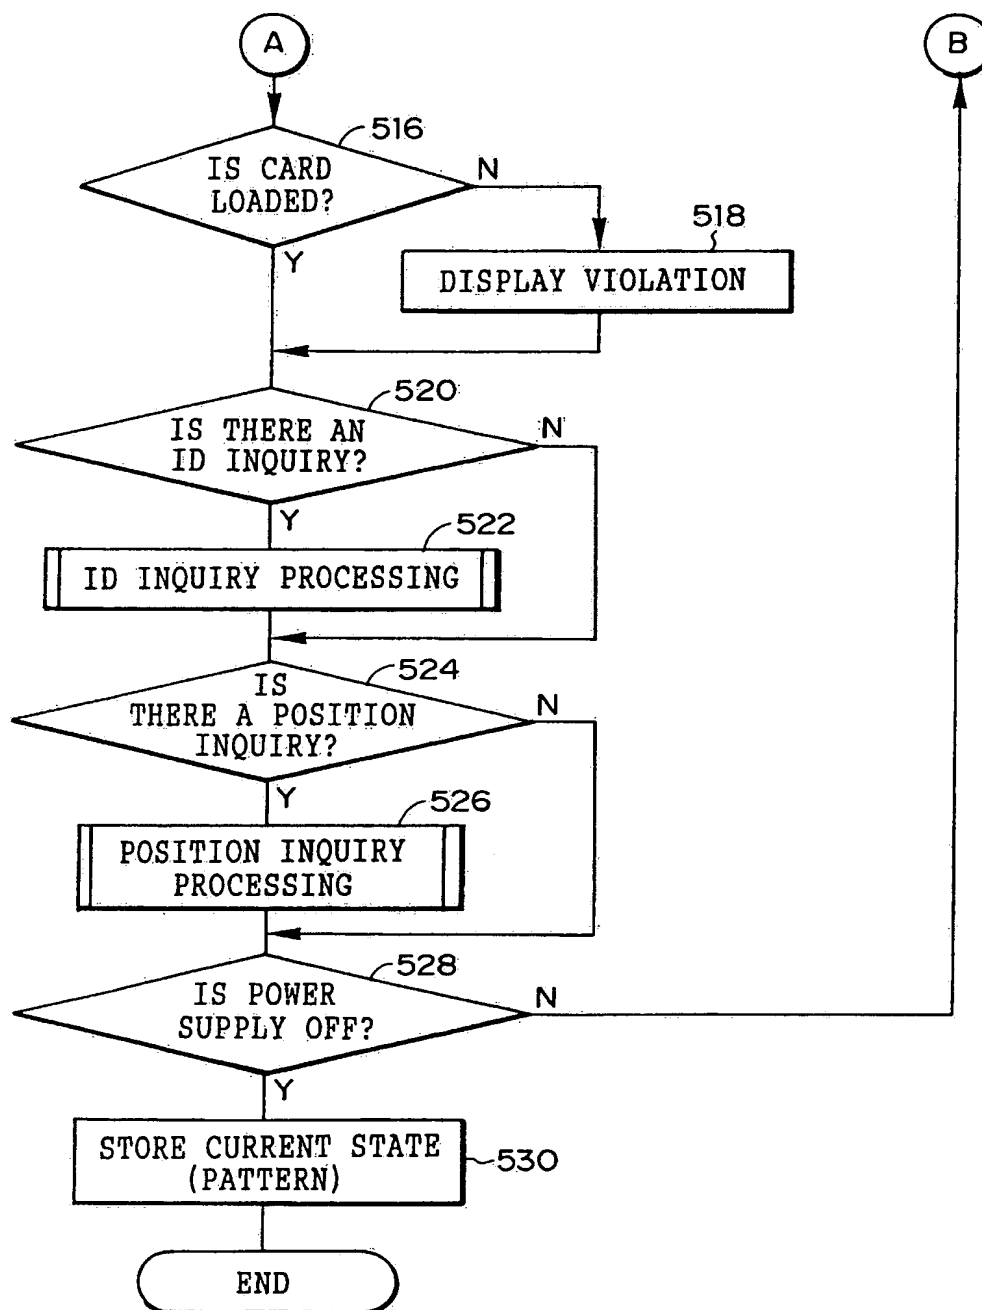 A
B
516
IS CARD
LOADED?
N
Y
518
DISPLAY VIOLATION
520
IS THERE AN
ID INQUIRY?
N
Y
522
ID INQUIRY PROCESSING
524
IS
THERE A POSITION
INQUIRY?
N
Y
526
POSITION INQUIRY
PROCESSING
528
IS POWER
SUPPLY OFF?
N
Y
STORE CURRENT STATE
(PATTERN)
530
END